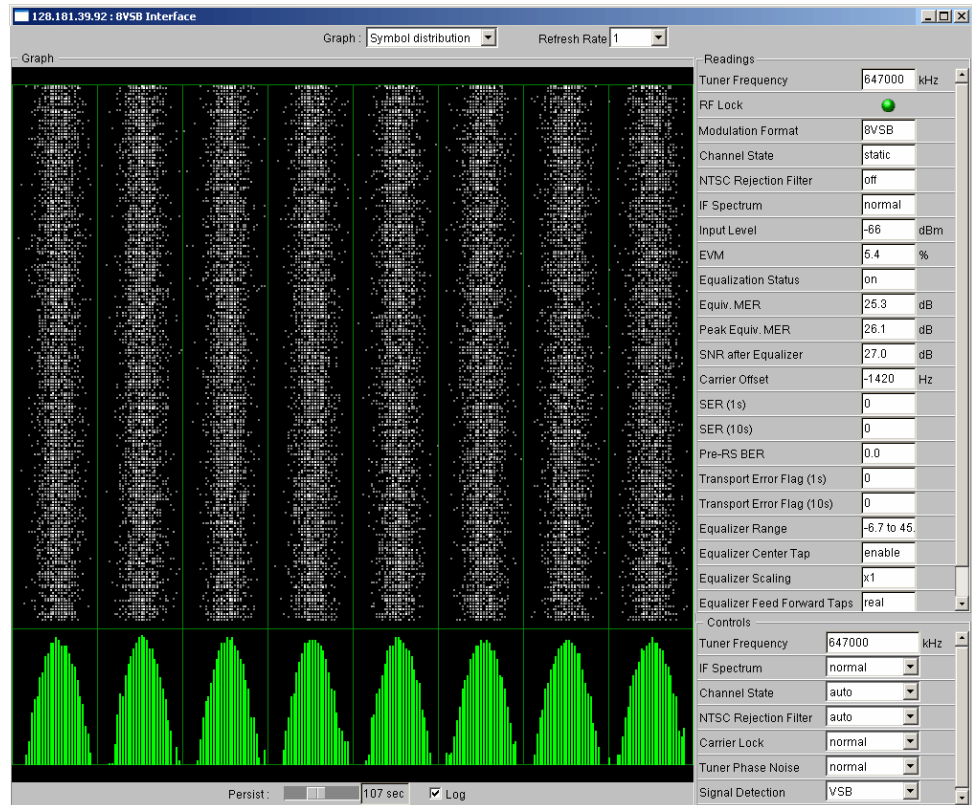 128.181.39.92 : 8VSB Interface
Graph : Symbol distribution Refresh Rate 1
Graph
Readings
Tuner Frequency 647000 kHz
RF Lock
Modulation Format 8VSB
Channel State static
NTSC Rejection Filter off
IF Spectrum normal
Input Level -66 dBm
EVM 5.4 %
Equalization Status on
Equiv. MER 25.3 dB
Peak Equiv. MER 26.1 dB
SNR after Equalizer 27.0 dB
Carrier Offset -1420 Hz
SER (1s) 0
SER (10s) 0
Pre-RS BER 0.0
Transport Error Flag (1s) 0
Transport Error Flag (10s) 0
Equalizer Range -6.7 to 45.
Equalizer Center Tap enable
Equalizer Scaling x1
Equalizer Feed Forward Taps real
Controls
Tuner Frequency 647000 kHz
IF Spectrum normal
Channel State auto
NTSC Rejection Filter auto
Carrier Lock normal
Tuner Phase Noise normal
Signal Detection VSB
Persist : 107 sec Log